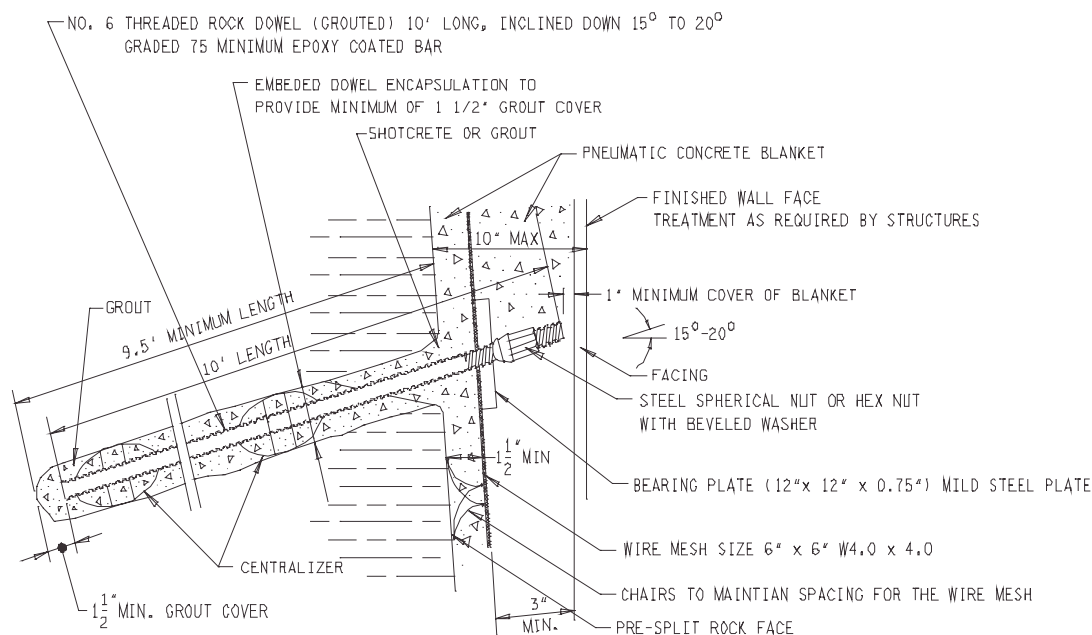 NO. 6 THREADED ROCK DOWEL (GROUTED) 10' LONG, INCLINED DOWN 15⁰ TO 20⁰
GRADED 75 MINIMUM EPOXY COATED BAR
EMBEDED DOWEL ENCAPSULATION TO
PROVIDE MINIMUM OF 1 1/2" GROUT COVER
SHOTCRETE OR GROUT
PNEUMATIC CONCRETE BLANKET
FINISHED WALL FACE
TREATMENT AS REQUIRED BY STRUCTURES
10" MAX
1" MINIMUM COVER OF BLANKET
GROUT
9.5' MINIMUM LENGTH
10' LENGTH
15⁰-20⁰
FACING
STEEL SPHERICAL NUT OR HEX NUT
WITH BEVELED WASHER
1 1/2" MIN
BEARING PLATE (12"x 12" x 0.75") MILD STEEL PLATE
WIRE MESH SIZE 6" x 6" W4.0 x 4.0
CENTRALIZER
CHAIRS TO MAINTIAN SPACING FOR THE WIRE MESH
1 1/2" MIN. GROUT COVER
3"
MIN.
PRE-SPLIT ROCK FACE